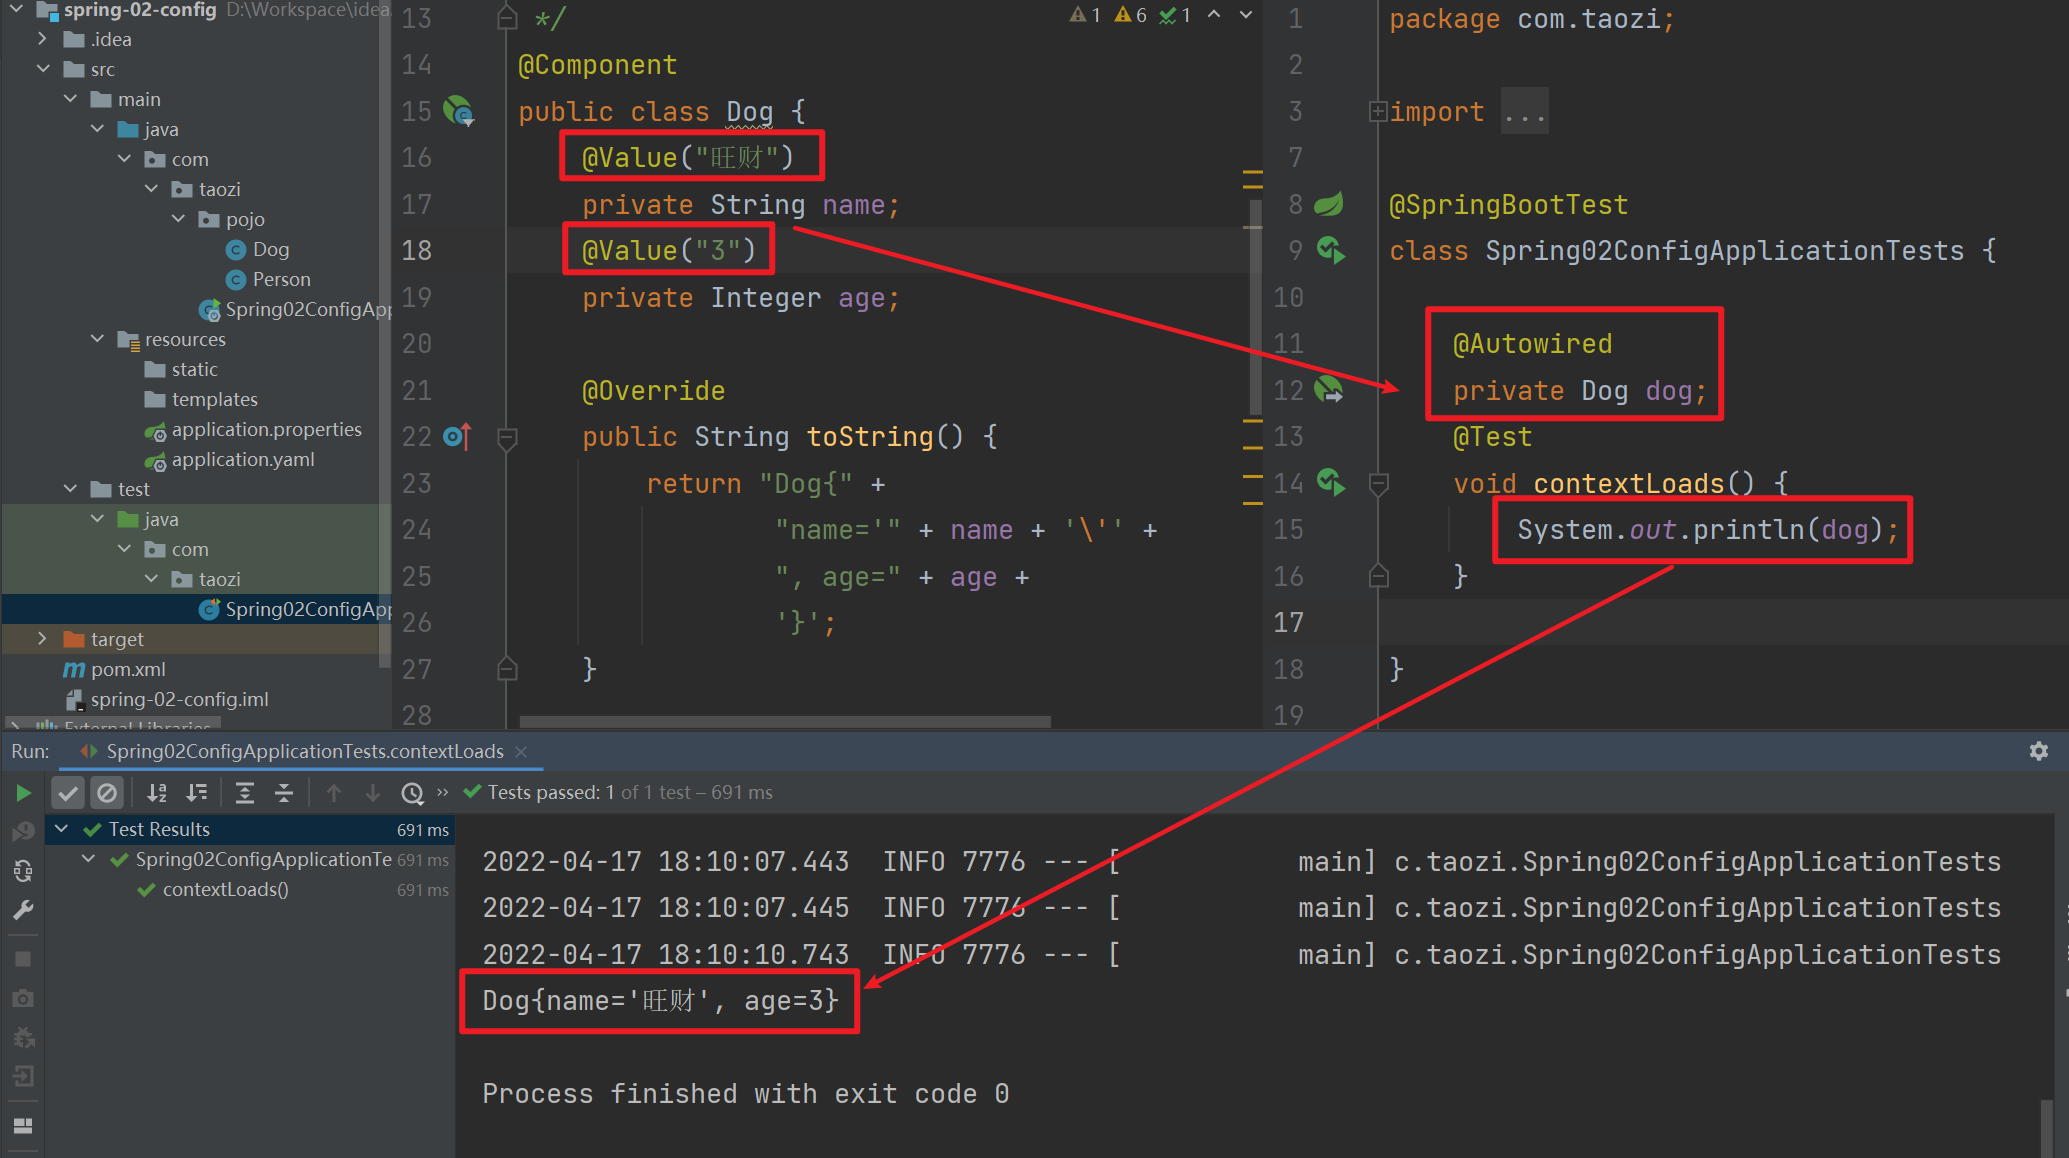 spring-02-config D:\Workspace\idea
.idea
src
main
java
com
taozi
pojo
Dog
Person
Spring02ConfigApp
resources
static
templates
application.properties
application.yaml
test
java
com
taozi
Spring02ConfigApp
target
pom.xml
spring-02-config.iml
External Libraries
1 6 1
13 */
14 @Component
15 public class Dog {
16 @Value("旺财")
17 private String name;
18 @Value("3")
19 private Integer age;
20
21 @Override
22 public String toString() {
23 return "Dog{" +
24 "name='" + name + '\'' +
25 ", age=" + age +
26 '}';
27 }
28
1 package com.taozi;
2
3 import ...
7
8 @SpringBootTest
9 class Spring02ConfigApplicationTests {
10
11 @Autowired
12 private Dog dog;
13 @Test
14 void contextLoads() {
15 System.out.println(dog);
16 }
17
18 }
19
Run: Spring02ConfigApplicationTests.contextLoads
Tests passed: 1 of 1 test – 691 ms
Test Results 691 ms
Spring02ConfigApplicationTe 691 ms
contextLoads() 691 ms
2022-04-17 18:10:07.443 INFO 7776 --- [ main] c.taozi.Spring02ConfigApplicationTests
2022-04-17 18:10:07.445 INFO 7776 --- [ main] c.taozi.Spring02ConfigApplicationTests
2022-04-17 18:10:10.743 INFO 7776 --- [ main] c.taozi.Spring02ConfigApplicationTests
Dog{name='旺财', age=3}
Process finished with exit code 0